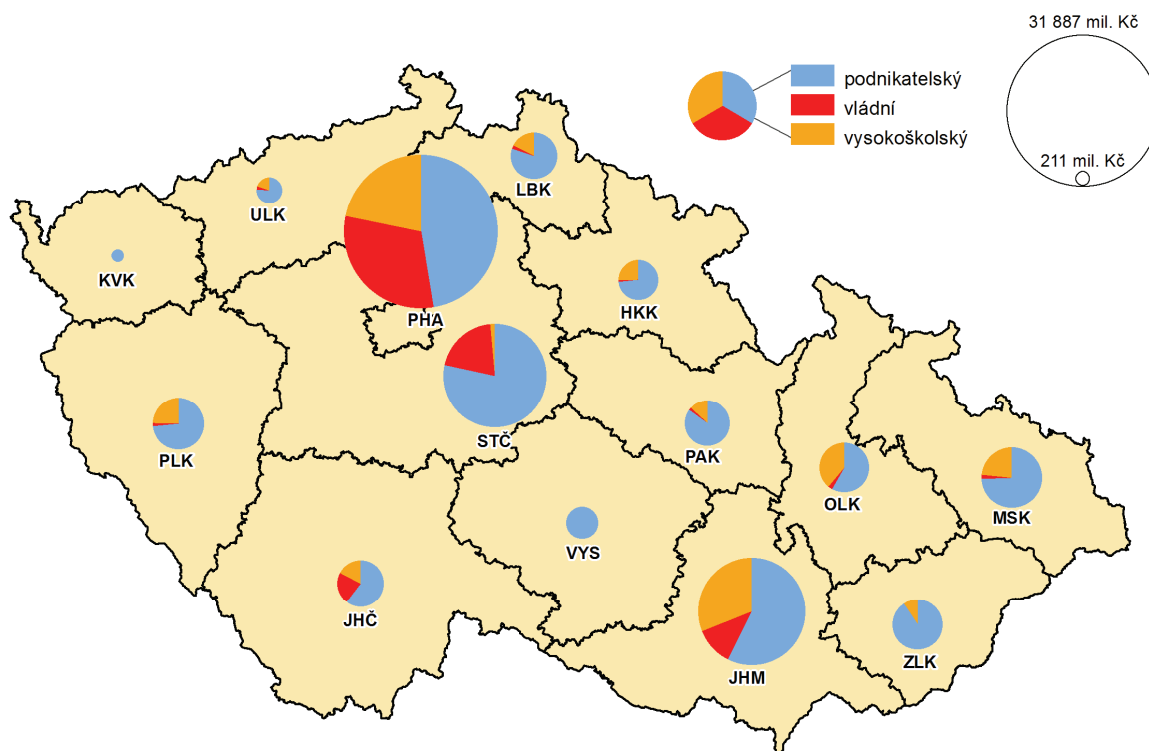 31 887 mil. Kč
podnikatelský
vládní
vysokoškolský
211 mil. Kč
LBK
ULK
KVK
PHA
HKK
STČ
PLK
PAK
OLK
MSK
VYS
JHČ
JHM
ZLK